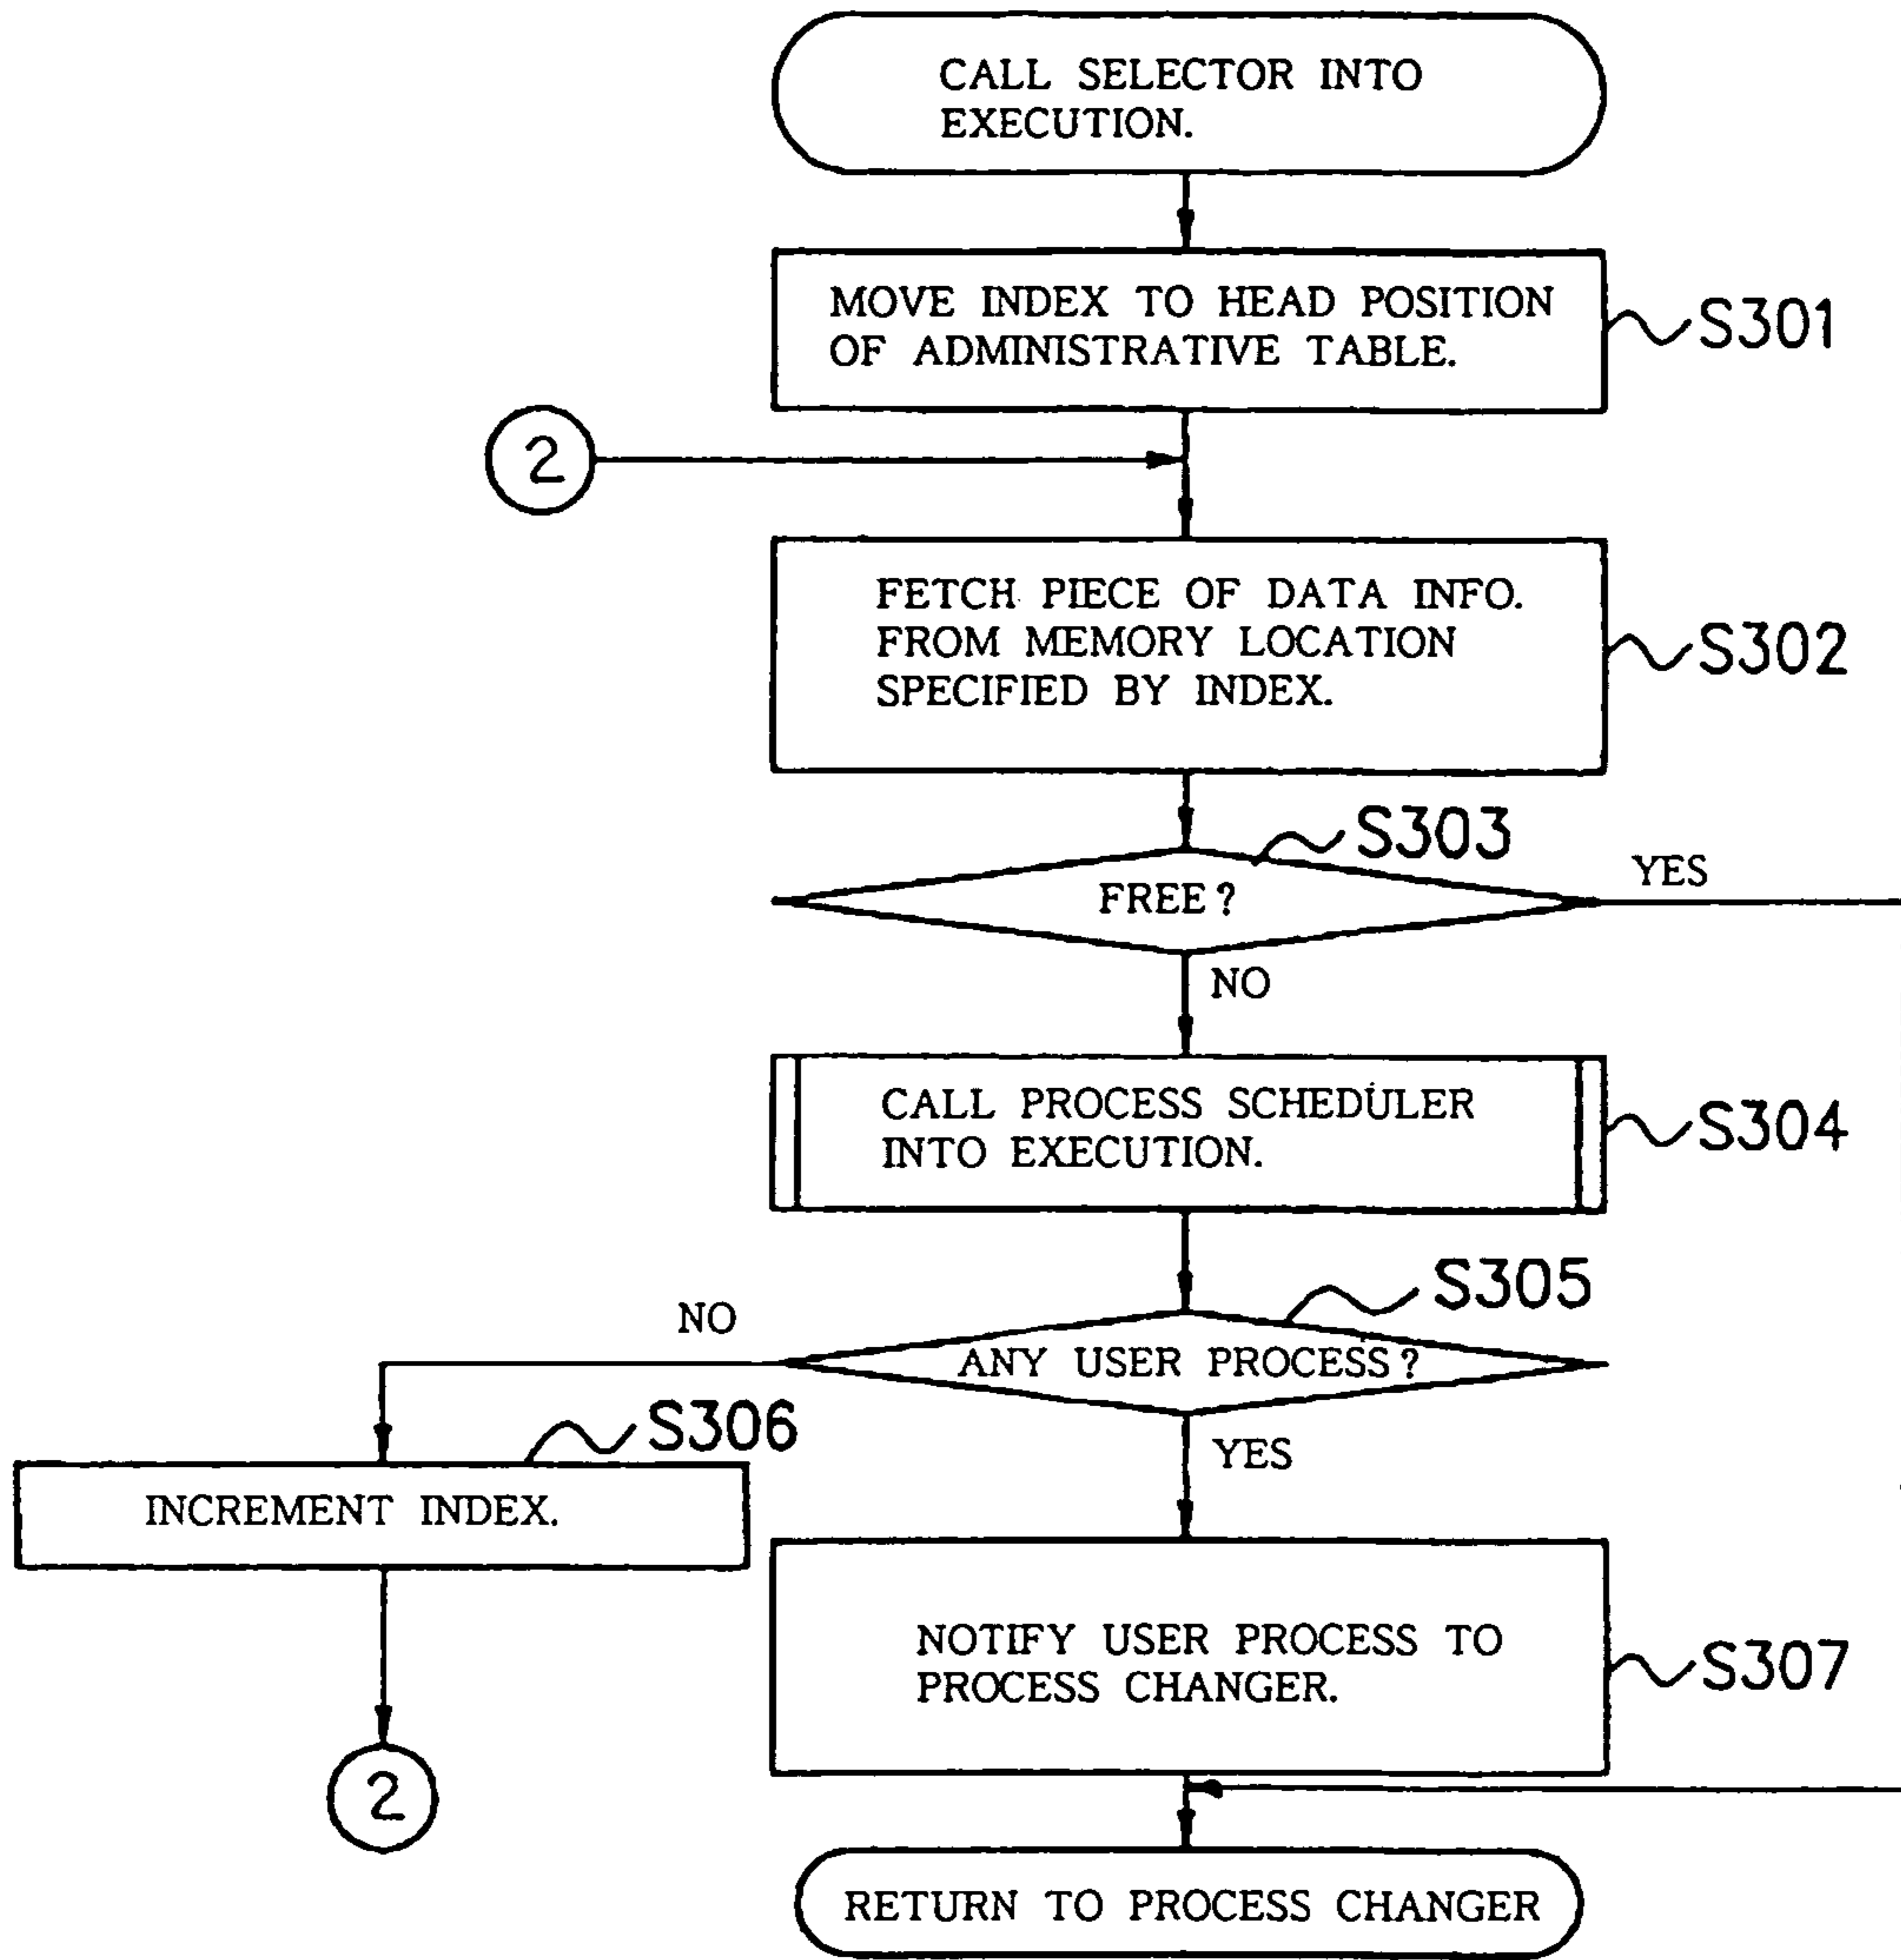 CALL SELECTOR INTO
EXECUTION.
MOVE INDEX TO HEAD POSITION
OF ADMINISTRATIVE TABLE.
S301
2
FETCH PIECE OF DATA INFO.
FROM MEMORY LOCATION
SPECIFIED BY INDEX.
S302
S303
FREE?
YES
NO
CALL PROCESS SCHEDULER
INTO EXECUTION.
S304
S305
NO
ANY USER PROCESS?
S306
YES
INCREMENT INDEX.
NOTIFY USER PROCESS TO
PROCESS CHANGER.
S307
2
RETURN TO PROCESS CHANGER